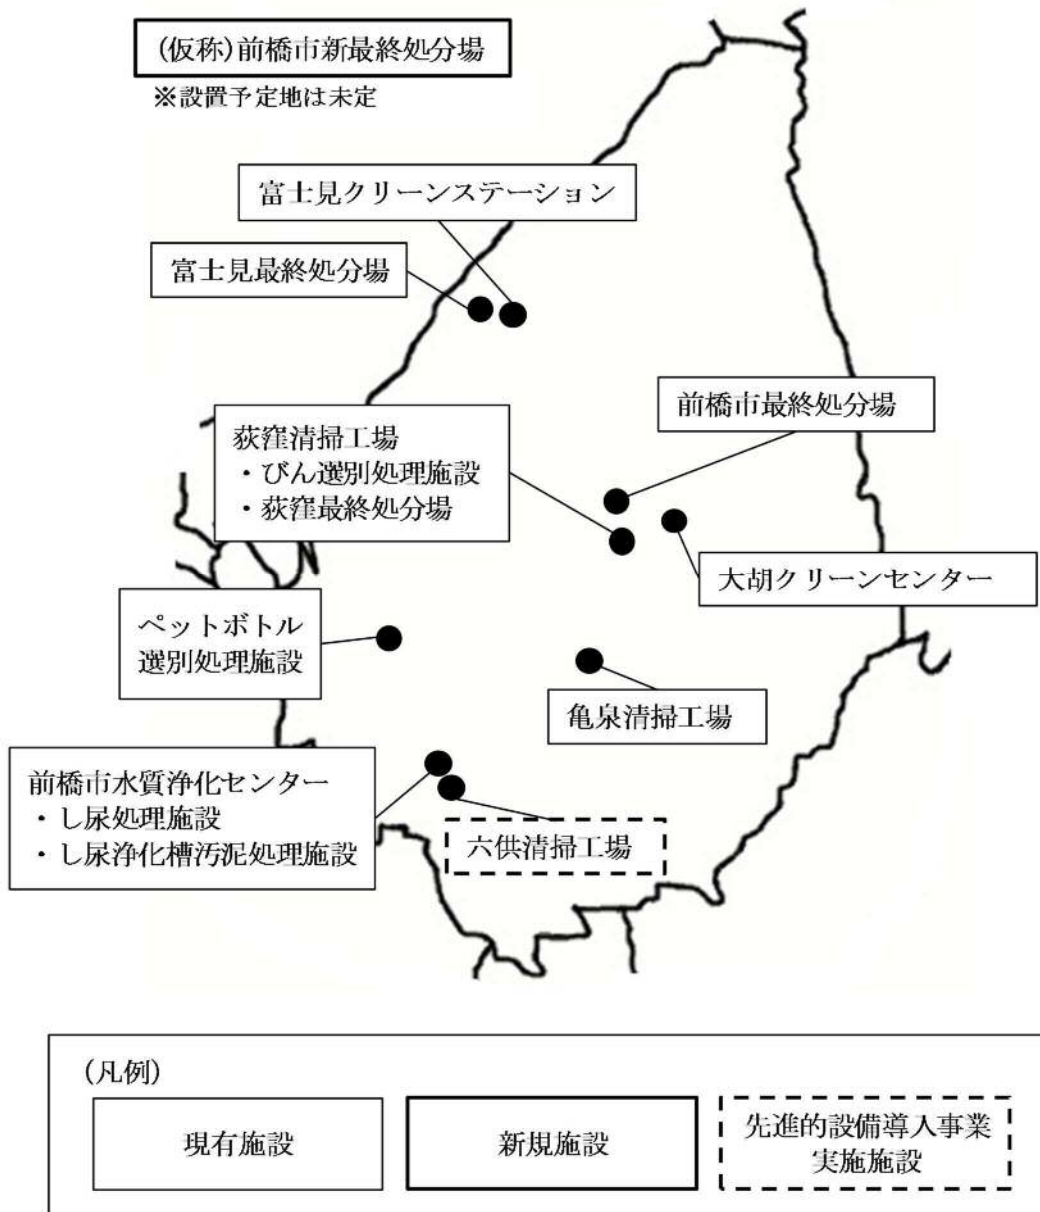 (仮称)前橋市新最終処分場
※設置予定地は未定
富士見クリーンステーション
富士見最終処分場
前橋市最終処分場
荻窪清掃工場
・びん選別処理施設
・荻窪最終処分場
大胡クリーンセンター
ペットボトル
選別処理施設
亀泉清掃工場
前橋市水質浄化センター
・し尿処理施設
・し尿浄化槽汚泥処理施設
六供清掃工場
(凡例)
現有施設
新規施設
先進的設備導入事業
実施施設